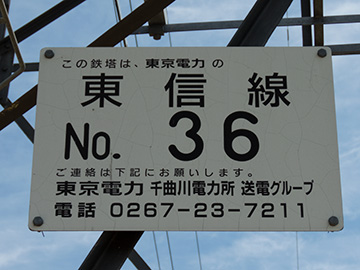 この鉄塔は、東京電力の
東信線
No. 36
ご連絡は下記にお願いします。
東京電力 千曲川電力所 送電グループ
電話 0267-23-7211